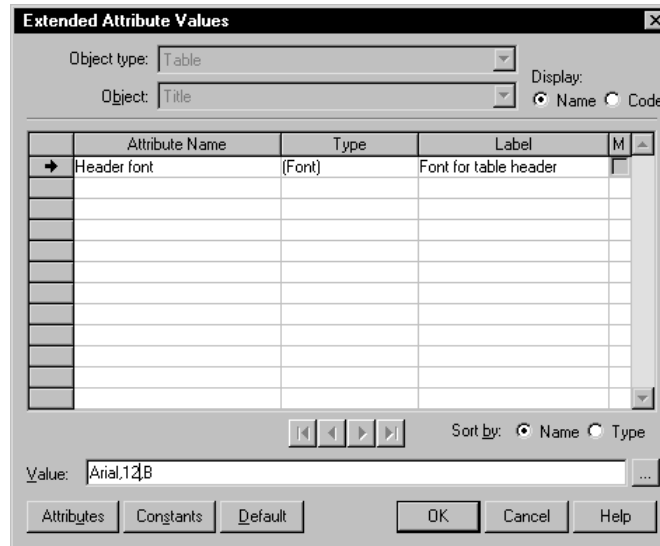 Extended Attribute Values
Object type: Table
Object: Title
Display:
Name Code
Attribute Name Type Label M
Header font (Font) Font for table header
Sort by: Name Type
Value: Arial,12,B ...
Attributes Constants Default OK Cancel Help